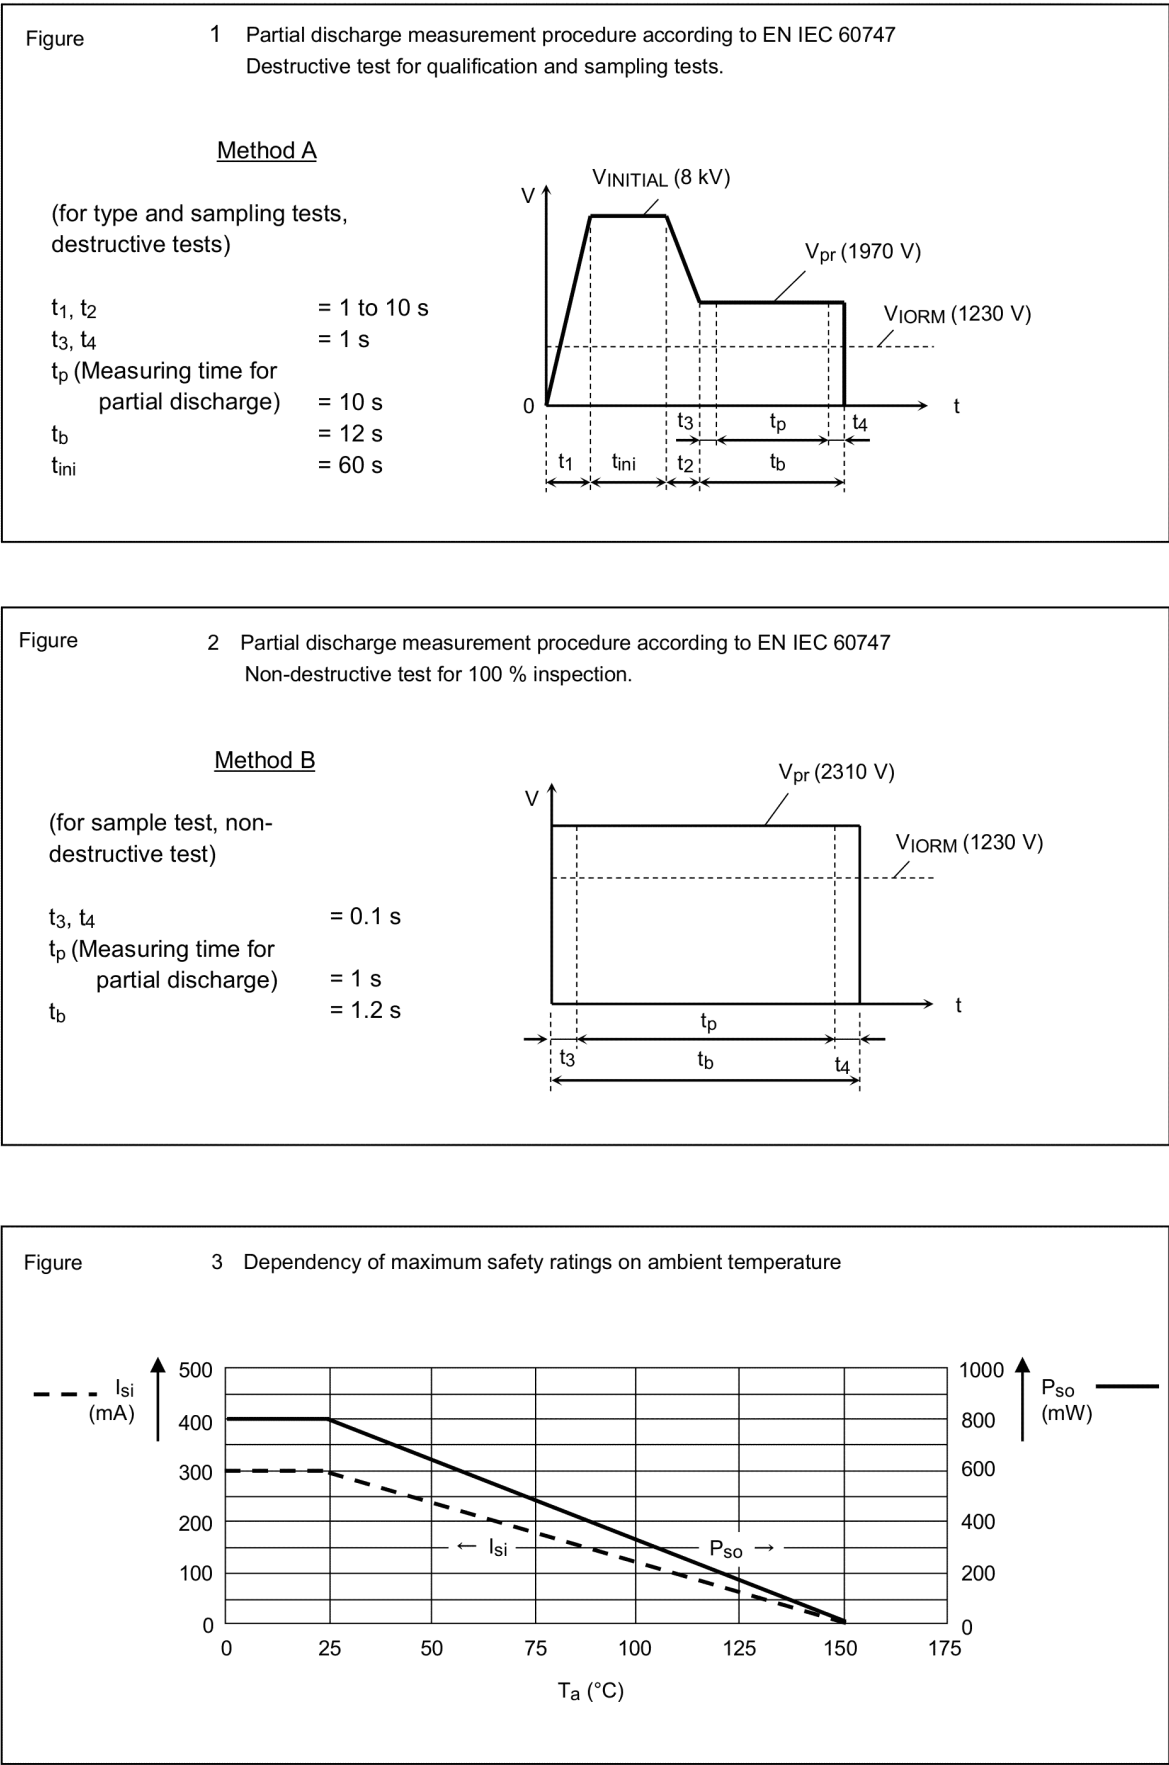 Figure 1 Partial discharge measurement procedure according to EN IEC 60747
Destructive test for qualification and sampling tests.
Method A
(for type and sampling tests,
destructive tests)
t1, t2 = 1 to 10 s
t3, t4 = 1 s
tp (Measuring time for
partial discharge) = 10 s
tb = 12 s
tini = 60 s
V
VINITIAL (8 kV)
Vpr (1970 V)
VIORM (1230 V)
0
t
t3 tp t4
t1 tini t2 tb
Figure 2 Partial discharge measurement procedure according to EN IEC 60747
Non-destructive test for 100 % inspection.
Method B
(for sample test, non-
destructive test)
t3, t4 = 0.1 s
tp (Measuring time for
partial discharge) = 1 s
tb = 1.2 s
Vpr (2310 V)
V
VIORM (1230 V)
t
tp
t3 tb t4
Figure 3 Dependency of maximum safety ratings on ambient temperature
Isi
(mA)
500
400
300
200
100
0
1000
800
600
400
200
0
Pso
(mW)
← Isi
Pso →
0 25 50 75 100 125 150 175
Ta (°C)